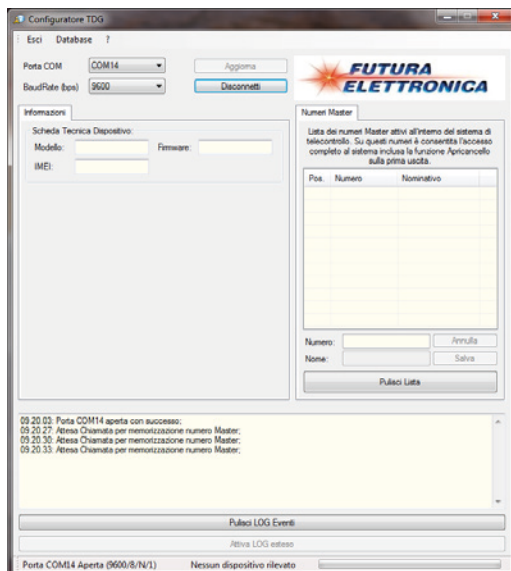 Configuratore TDG
Esci Database ?
Porta COM COM14 Aggiorna
BaudRate (bps) 9600 Disconnetti
FUTURA
ELETTRONICA
Informazioni
Scheda Tecnica Dispositivo:
Modello: Firmware:
IMEI:
Numeri Master
Lista dei numeri Master attivi all'interno del sistema di
telecontrollo. Su questi numeri è consentita l'accesso
completo al sistema inclusa la funzione Apricancello
sulla prima uscita.
Pos. Numero Nominativo
Numero: Annulla
Nome: Salva
Pulisci Lista
09.20.03: Porta COM14 aperta con successo;
09.20.27: Attesa Chiamata per memorizzazione numero Master;
09.20.30: Attesa Chiamata per memorizzazione numero Master;
09.20.33: Attesa Chiamata per memorizzazione numero Master;
Pulisci LOG Eventi
Attiva LOG esteso
Porta COM14 Aperta (9600/8/N/1) Nessun dispositivo rilevato